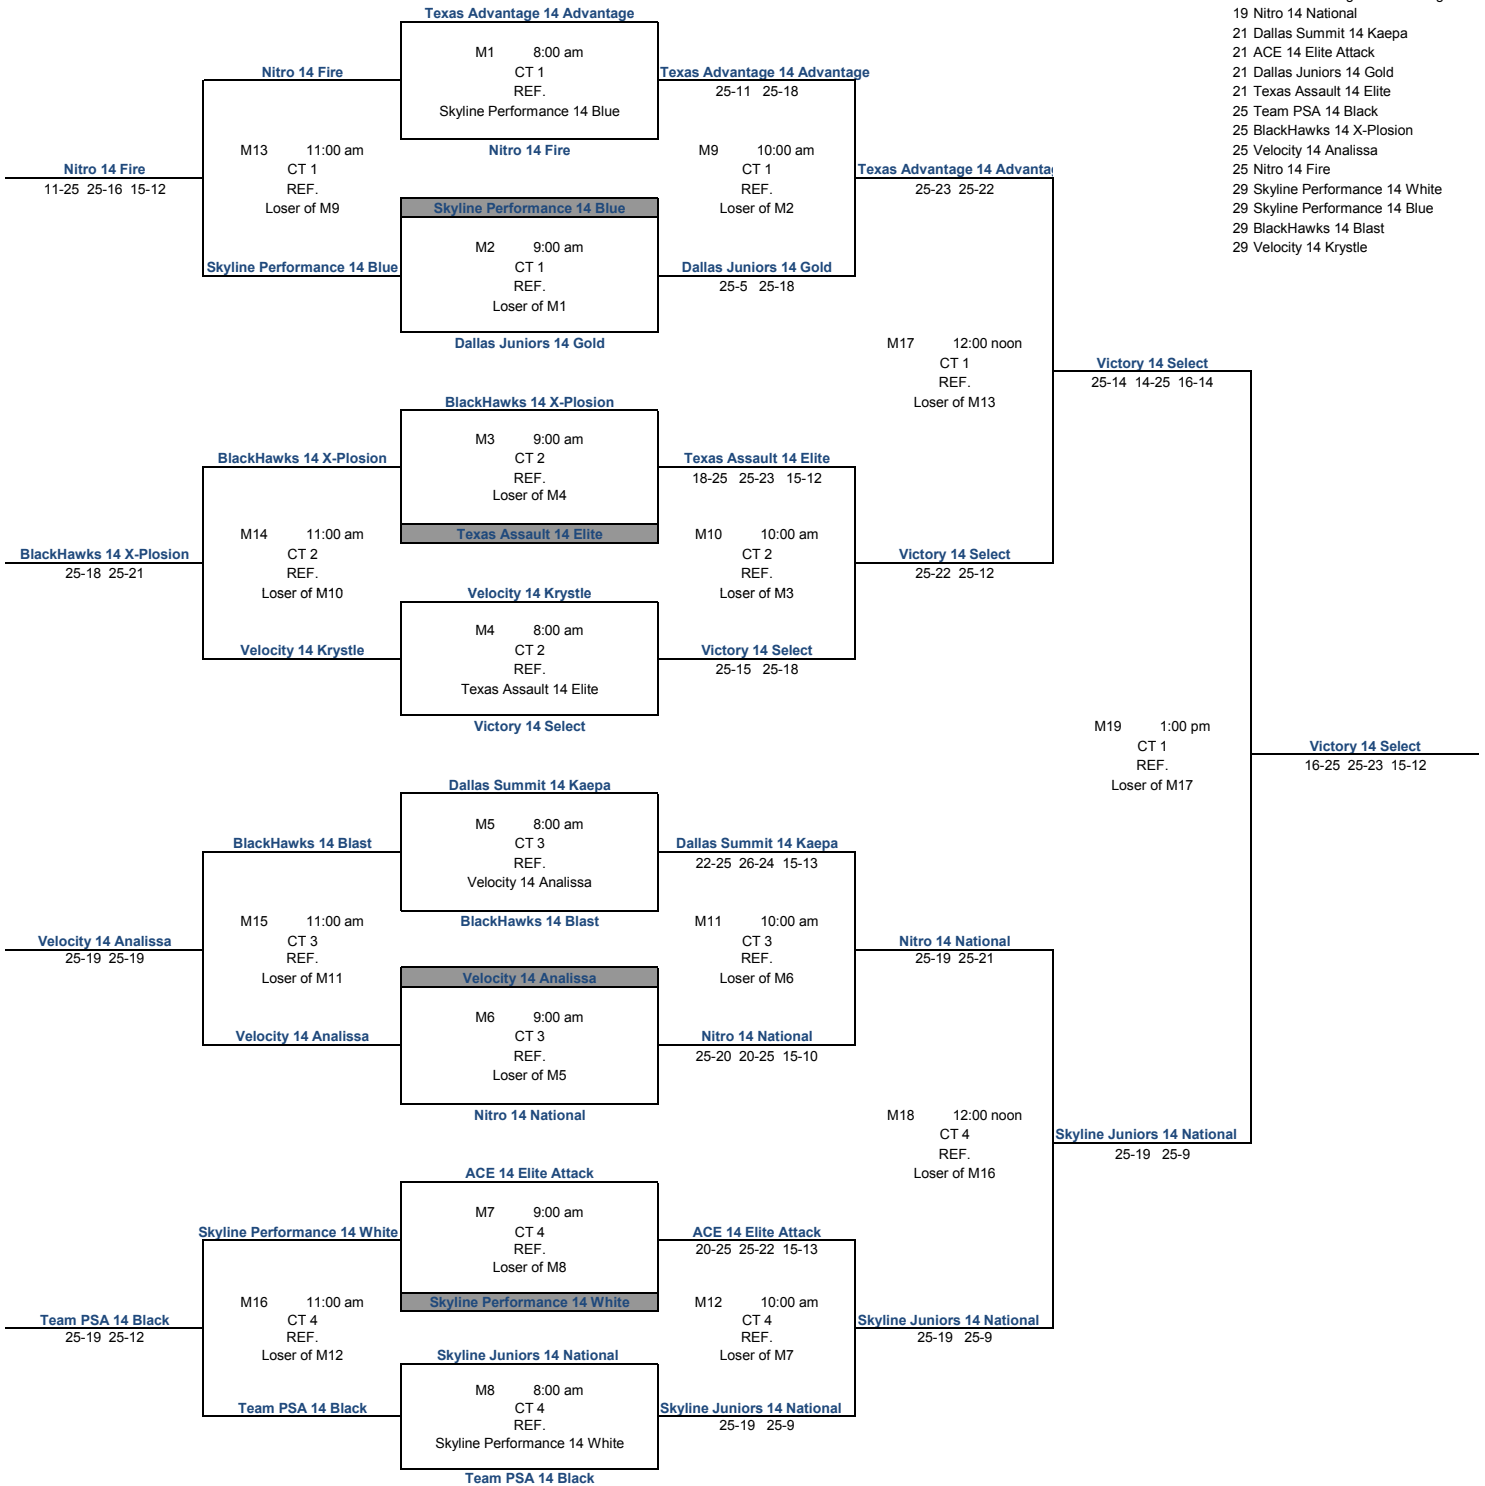 Texas Advantage 14 Advantage
19 Nitro 14 National
21 Dallas Summit 14 Kaepa
21 ACE 14 Elite Attack
21 Dallas Juniors 14 Gold
21 Texas Assault 14 Elite
25 Team PSA 14 Black
25 BlackHawks 14 X-Plosion
25 Velocity 14 Analissa
25 Nitro 14 Fire
29 Skyline Performance 14 White
29 Skyline Performance 14 Blue
29 BlackHawks 14 Blast
29 Velocity 14 Krystle
M1 8:00 am
CT 1
REF.
Skyline Performance 14 Blue
Nitro 14 Fire
Texas Advantage 14 Advantage
25-11 25-18
Nitro 14 Fire
M13 11:00 am
CT 1
REF.
Loser of M9
M9 10:00 am
CT 1
REF.
Loser of M2
Nitro 14 Fire
11-25 25-16 15-12
Texas Advantage 14 Advanta
25-23 25-22
Skyline Performance 14 Blue
M2 9:00 am
CT 1
REF.
Loser of M1
Skyline Performance 14 Blue
Dallas Juniors 14 Gold
25-5 25-18
Dallas Juniors 14 Gold
M17 12:00 noon
CT 1
REF.
Loser of M13
Victory 14 Select
25-14 14-25 16-14
BlackHawks 14 X-Plosion
M3 9:00 am
CT 2
REF.
Loser of M4
BlackHawks 14 X-Plosion
Texas Assault 14 Elite
18-25 25-23 15-12
Texas Assault 14 Elite
M14 11:00 am
CT 2
REF.
Loser of M10
M10 10:00 am
CT 2
REF.
Loser of M3
BlackHawks 14 X-Plosion
25-18 25-21
Victory 14 Select
25-22 25-12
Velocity 14 Krystle
M4 8:00 am
CT 2
REF.
Texas Assault 14 Elite
Velocity 14 Krystle
Victory 14 Select
25-15 25-18
Victory 14 Select
M19 1:00 pm
CT 1
REF.
Loser of M17
Victory 14 Select
16-25 25-23 15-12
Dallas Summit 14 Kaepa
M5 8:00 am
CT 3
REF.
Velocity 14 Analissa
BlackHawks 14 Blast
Dallas Summit 14 Kaepa
22-25 26-24 15-13
BlackHawks 14 Blast
M15 11:00 am
CT 3
REF.
Loser of M11
M11 10:00 am
CT 3
REF.
Loser of M6
Velocity 14 Analissa
25-19 25-19
Nitro 14 National
25-19 25-21
Velocity 14 Analissa
M6 9:00 am
CT 3
REF.
Loser of M5
Velocity 14 Analissa
Nitro 14 National
25-20 20-25 15-10
Nitro 14 National
M18 12:00 noon
CT 4
REF.
Loser of M16
Skyline Juniors 14 National
25-19 25-9
ACE 14 Elite Attack
M7 9:00 am
CT 4
REF.
Loser of M8
Skyline Performance 14 White
ACE 14 Elite Attack
20-25 25-22 15-13
Skyline Performance 14 White
M16 11:00 am
CT 4
REF.
Loser of M12
M12 10:00 am
CT 4
REF.
Loser of M7
Team PSA 14 Black
25-19 25-12
Skyline Juniors 14 National
25-19 25-9
Skyline Juniors 14 National
M8 8:00 am
CT 4
REF.
Skyline Performance 14 White
Team PSA 14 Black
Skyline Juniors 14 National
25-19 25-9
Team PSA 14 Black